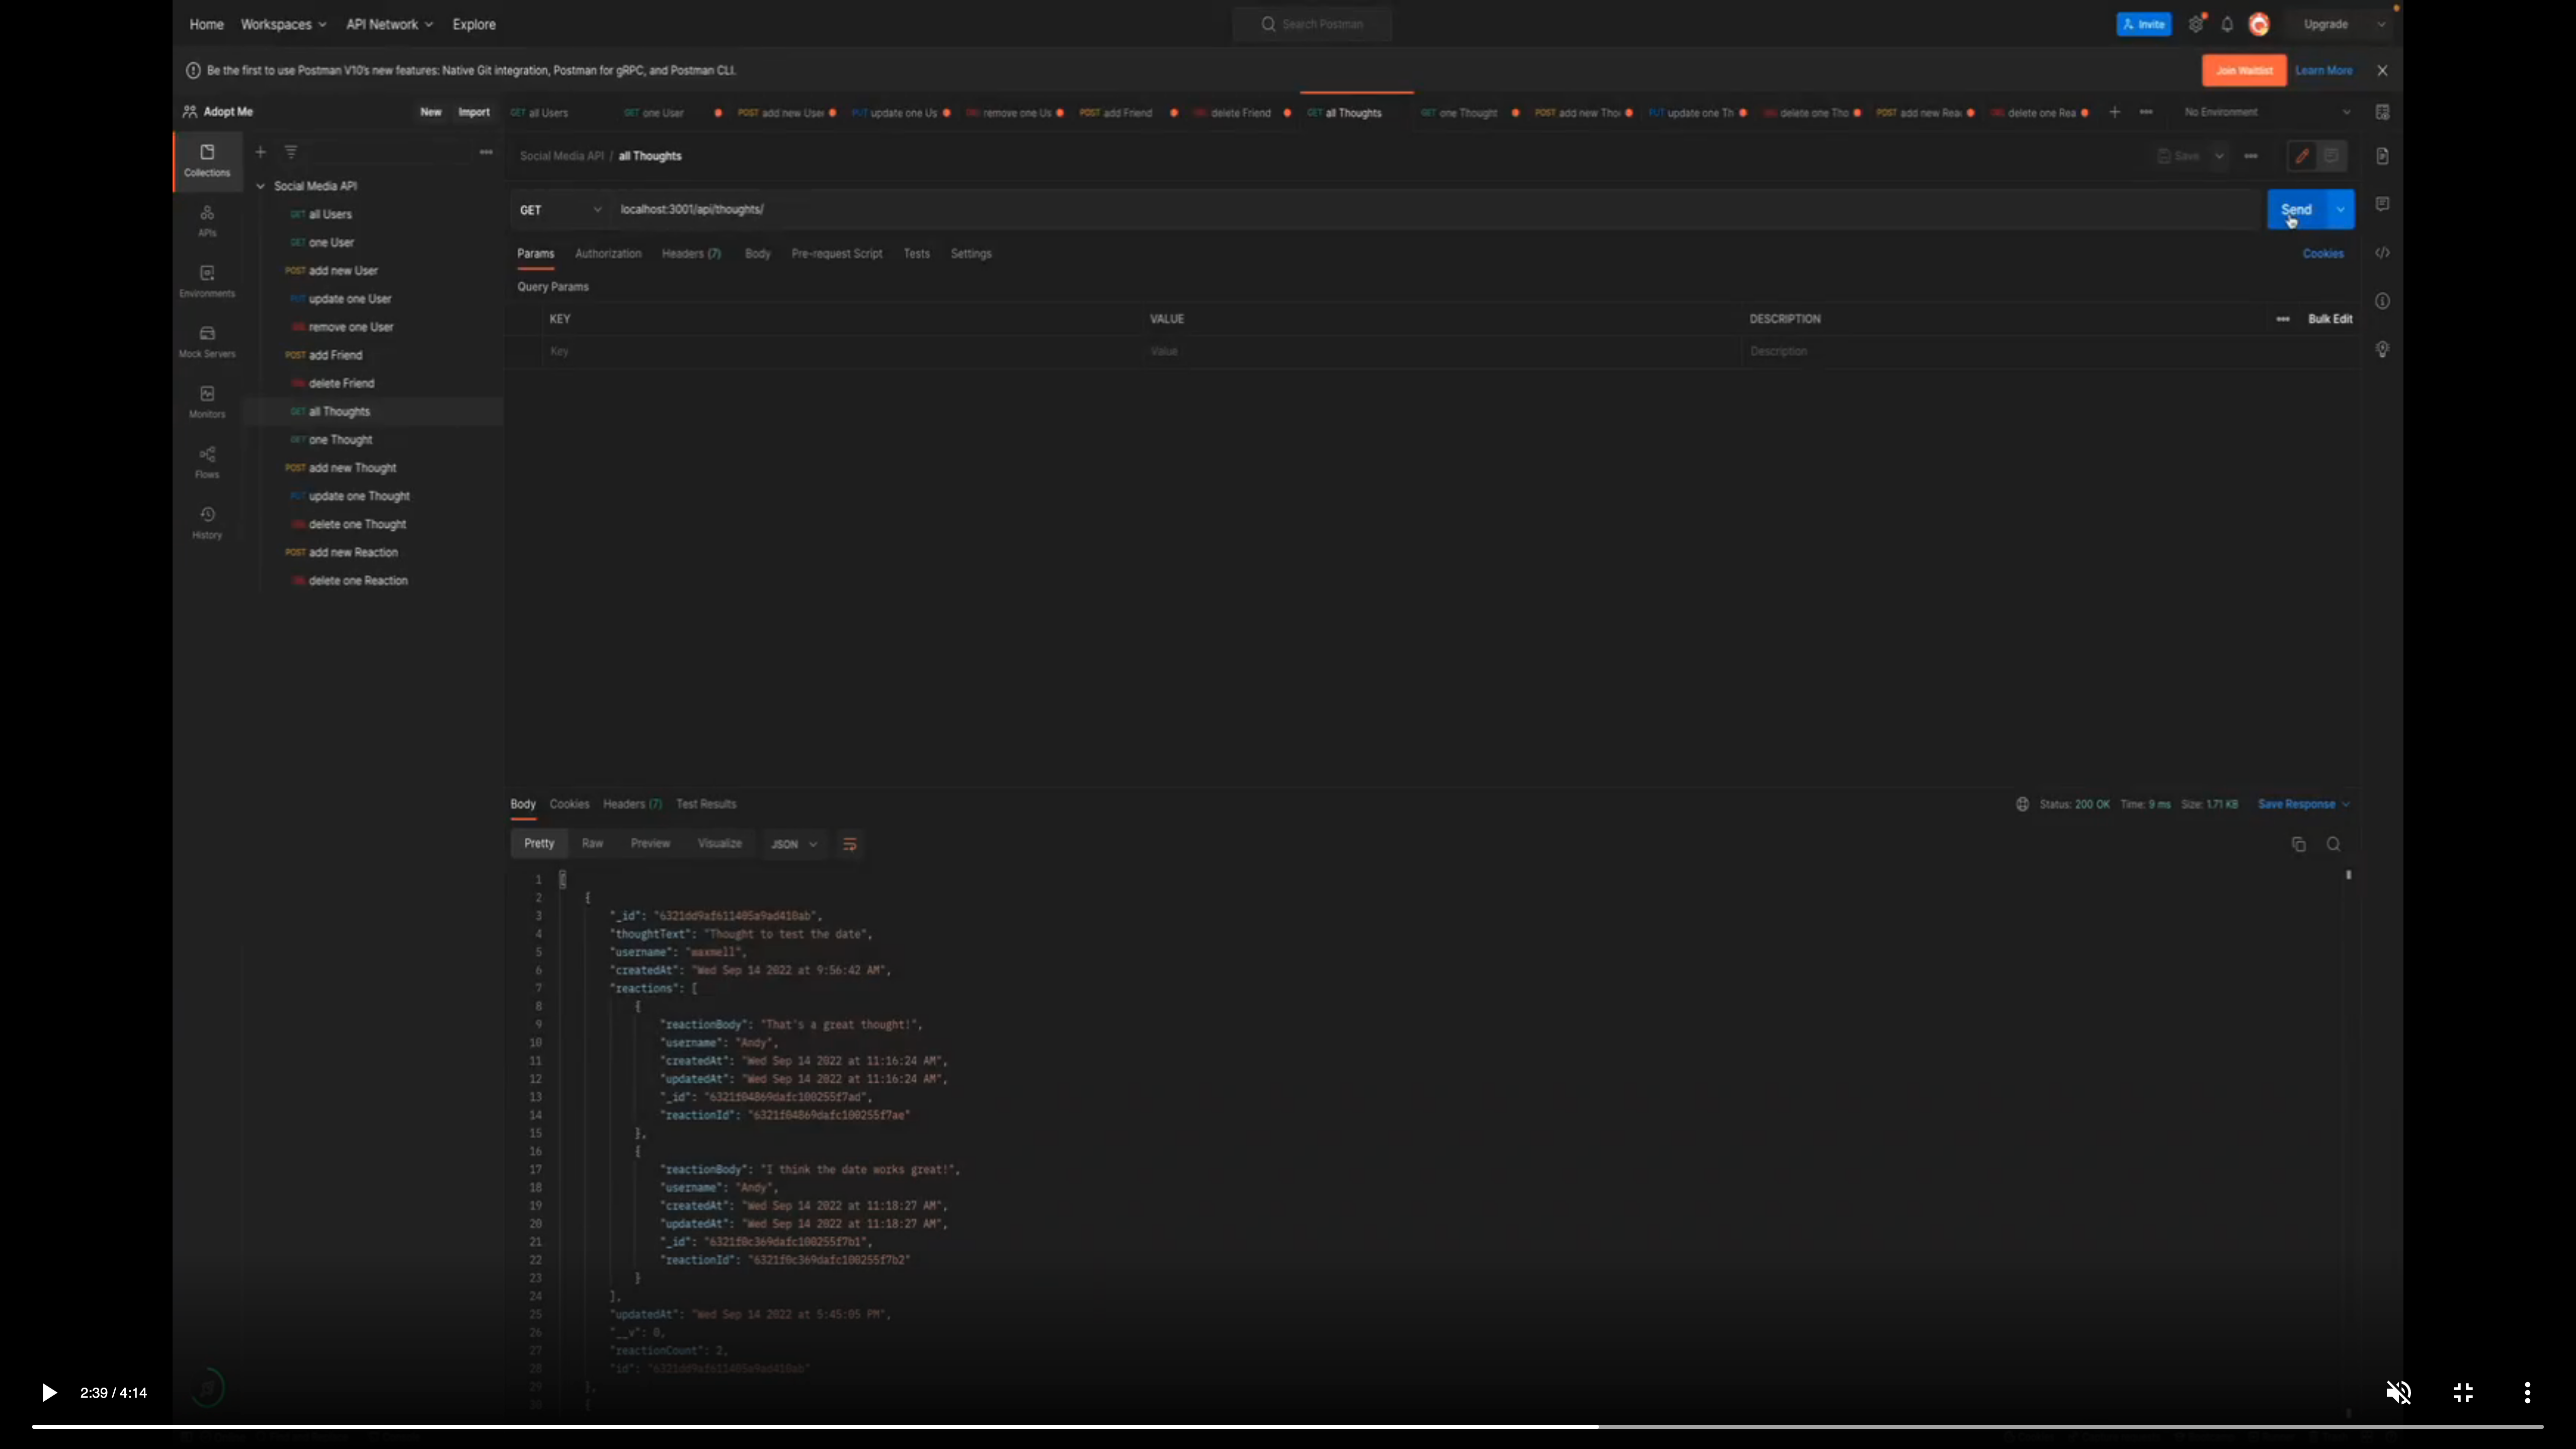 Home Workspaces API Network Explore Search Postman Invite Upgrade
Be the first to use Postman V10's new features: Native Git integration, Postman for gRPC, and Postman CLI. Join Waitlist Learn More
Adopt Me New Import GET all Users GET one User POST add new User PUT update one Us remove one Us POST add Friend delete Friend GET all Thoughts GET one Thought POST add new Thou PUT update one Th delete one Tho POST add new Reac delete one Rea No Environment
Social Media API / all Thoughts Save
Collections
APIs
Environments
Mock Servers
Monitors
Flows
History
Social Media API
GET all Users
GET one User
POST add new User
PUT update one User
remove one User
POST add Friend
delete Friend
GET all Thoughts
GET one Thought
POST add new Thought
PUT update one Thought
delete one Thought
POST add new Reaction
delete one Reaction
GET localhost:3001/api/thoughts/ Send
Params Authorization Headers (7) Body Pre-request Script Tests Settings Cookies
Query Params
KEY VALUE DESCRIPTION Bulk Edit
Key Value Description
Body Cookies Headers (7) Test Results Status: 200 OK Time: 9 ms Size: 1.71 KB Save Response
Pretty Raw Preview Visualize JSON
1 [
2 {
3 "_id": "6321dd9af611405a9ad410ab",
4 "thoughtText": "Thought to test the date",
5 "username": "waxmell",
6 "createdAt": "Wed Sep 14 2022 at 9:56:42 AM",
7 "reactions": [
8 {
9 "reactionBody": "That's a great thought!",
10 "username": "Andy",
11 "createdAt": "Wed Sep 14 2022 at 11:16:24 AM",
12 "updatedAt": "Wed Sep 14 2022 at 11:16:24 AM",
13 "_id": "6321f04869dafc100255f7ad",
14 "reactionId": "6321f04869dafc100255f7ae"
15 },
16 {
17 "reactionBody": "I think the date works great!",
18 "username": "Andy",
19 "createdAt": "Wed Sep 14 2022 at 11:18:27 AM",
20 "updatedAt": "Wed Sep 14 2022 at 11:18:27 AM",
21 "_id": "6321f0c369dafc100255f7b1",
22 "reactionId": "6321f0c369dafc100255f7b2"
23 }
24 ],
25 "updatedAt": "Wed Sep 14 2022 at 5:45:05 PM",
26 "__v": 0,
27 "reactionCount": 2,
28 "id": "6321dd9af611405a9ad410ab"
29 },
30 {
2:39 / 4:14